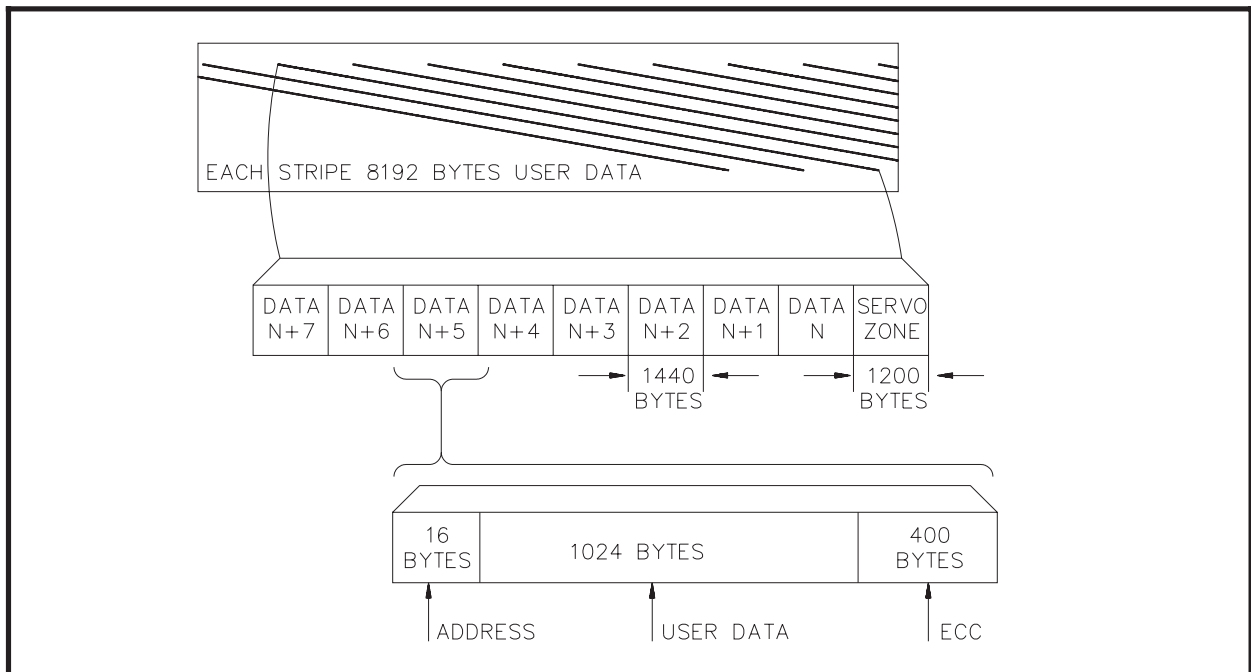 EACH STRIPE 8192 BYTES USER DATA
DATA N+7
DATA N+6
DATA N+5
DATA N+4
DATA N+3
DATA N+2
DATA N+1
DATA N
SERVO ZONE
1440 BYTES
1200 BYTES
16 BYTES
1024 BYTES
400 BYTES
ADDRESS
USER DATA
ECC